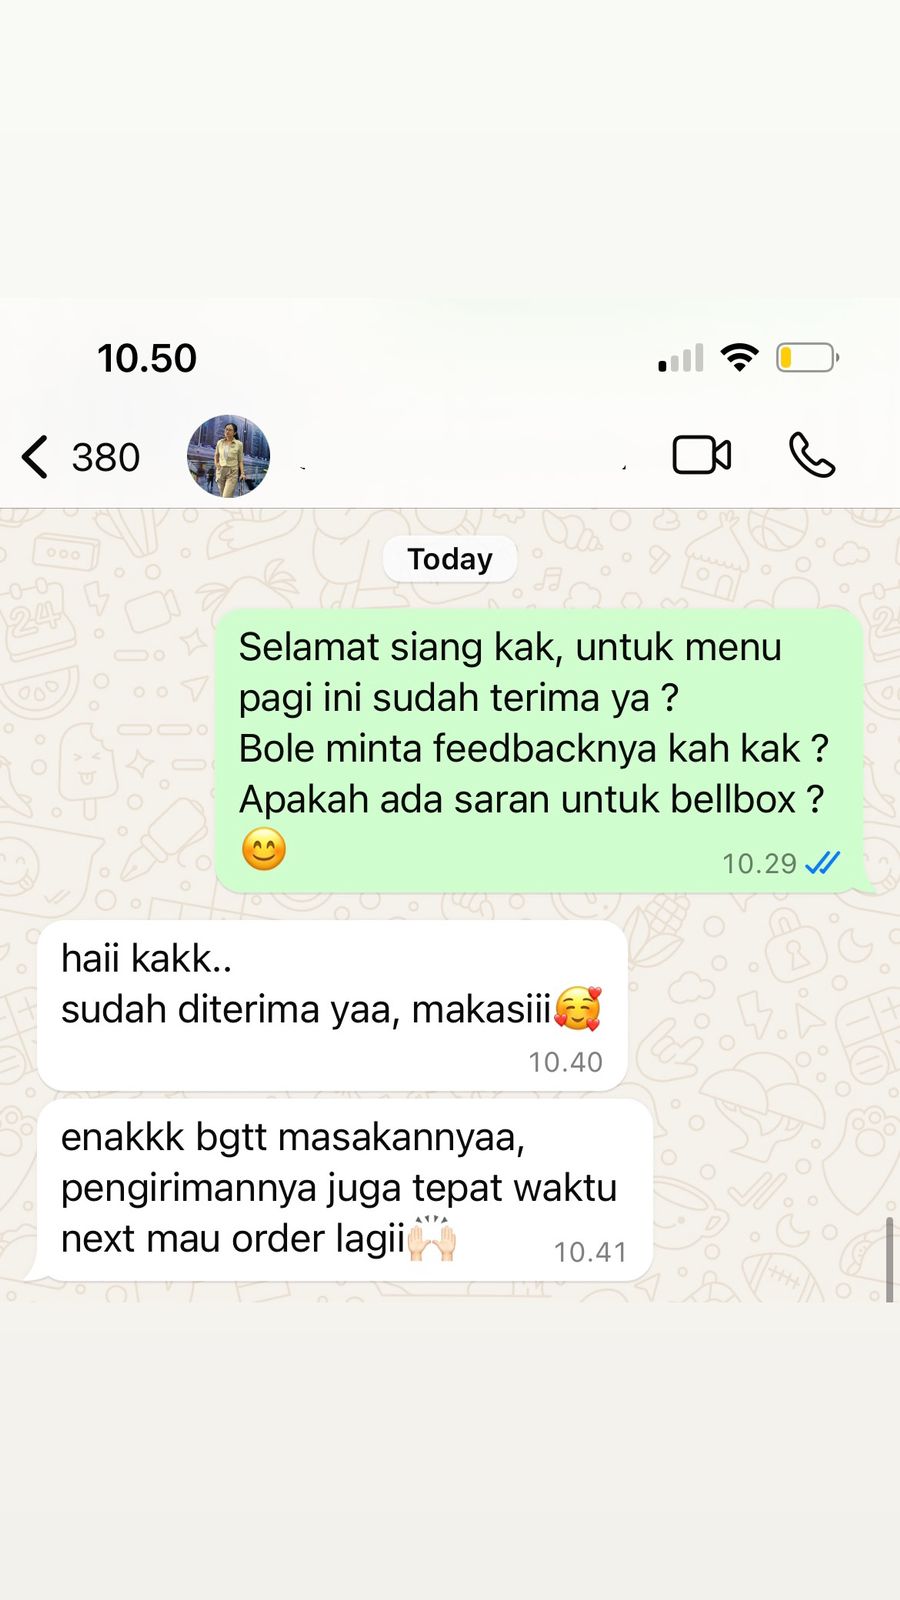 10.50
380
Today
Selamat siang kak, untuk menu
pagi ini sudah terima ya ?
Bole minta feedbacknya kah kak ?
Apakah ada saran untuk bellbox ?
😊
10.29
haii kakk..
sudah diterima yaa, makasiii🥰
10.40
enakkk bgtt masakannyaa,
pengirimannya juga tepat waktu
next mau order lagii🙌🏻
10.41